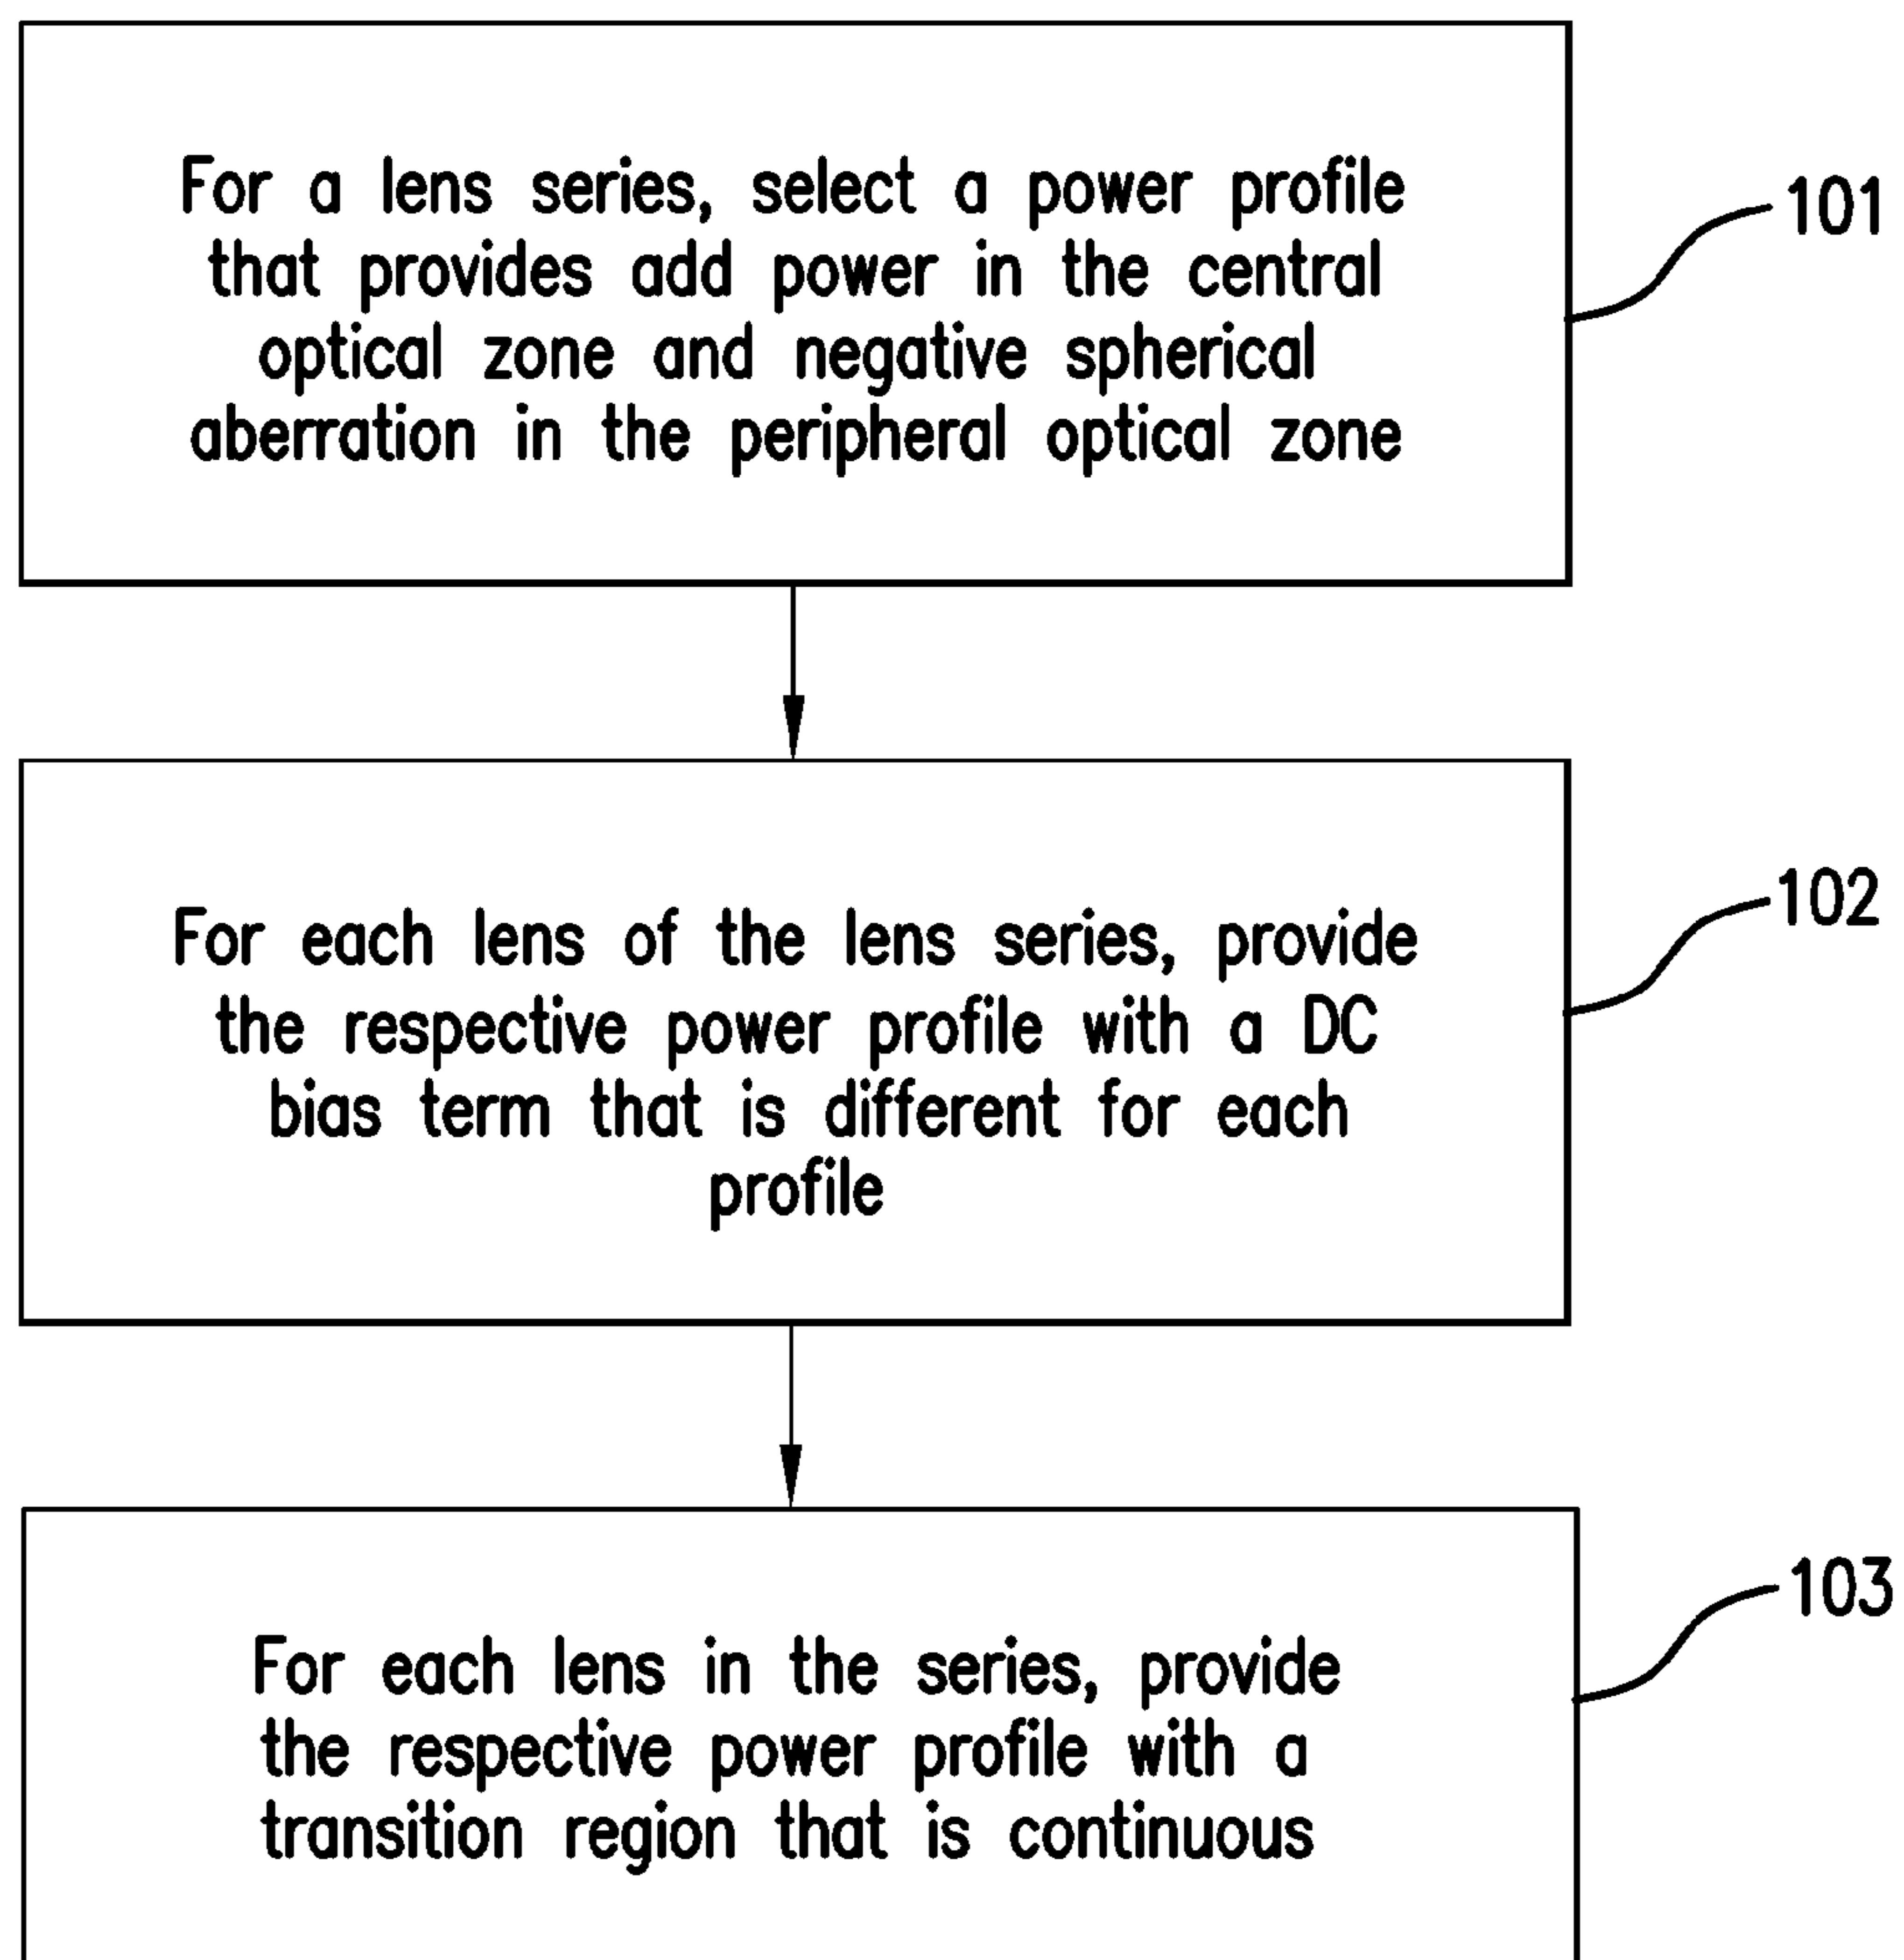 For a lens series, select a power profile
that provides add power in the central
optical zone and negative spherical
aberration in the peripheral optical zone
101
For each lens of the lens series, provide
the respective power profile with a DC
bias term that is different for each
profile
102
For each lens in the series, provide
the respective power profile with a
transition region that is continuous
103